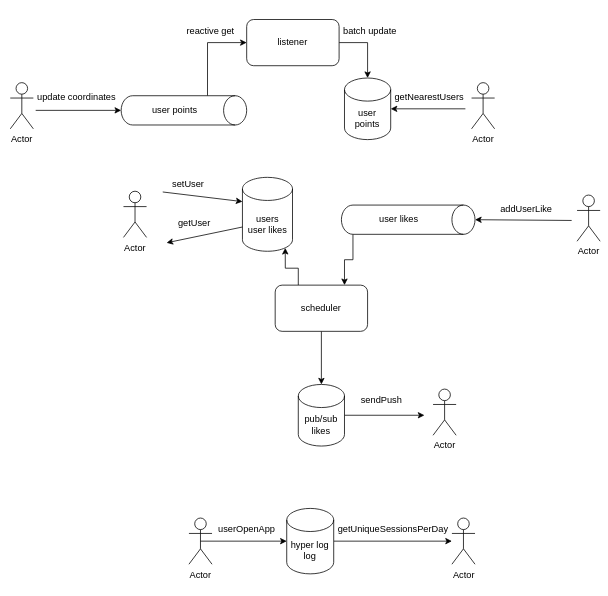 reactive get
listener
batch update
update coordinates
user points
getNearestUsers
user
points
Actor
Actor
setUser
getUser
users
user likes
user likes
addUserLike
Actor
Actor
scheduler
pub/sub
likes
sendPush
Actor
userOpenApp
hyper log
log
getUniqueSessionsPerDay
Actor
Actor